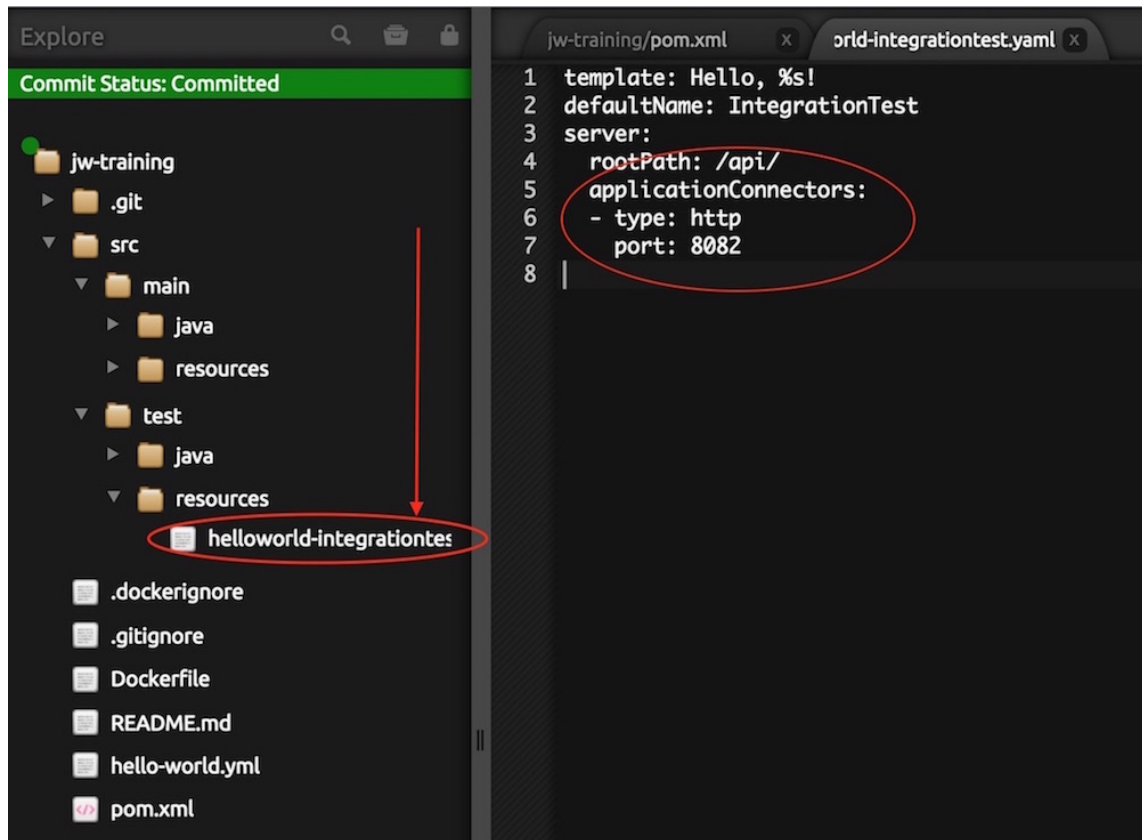 Explore
Commit Status: Committed
jw-training
.git
src
main
java
resources
test
java
resources
helloworld-integrationtes
.dockerignore
.gitignore
Dockerfile
README.md
hello-world.yml
</> pom.xml
jw-training/pom.xml x orld-integrationtest.yaml x
1 template: Hello, %s!
2 defaultName: IntegrationTest
3 server:
4   rootPath: /api/
5   applicationConnectors:
6   - type: http
7     port: 8082
8